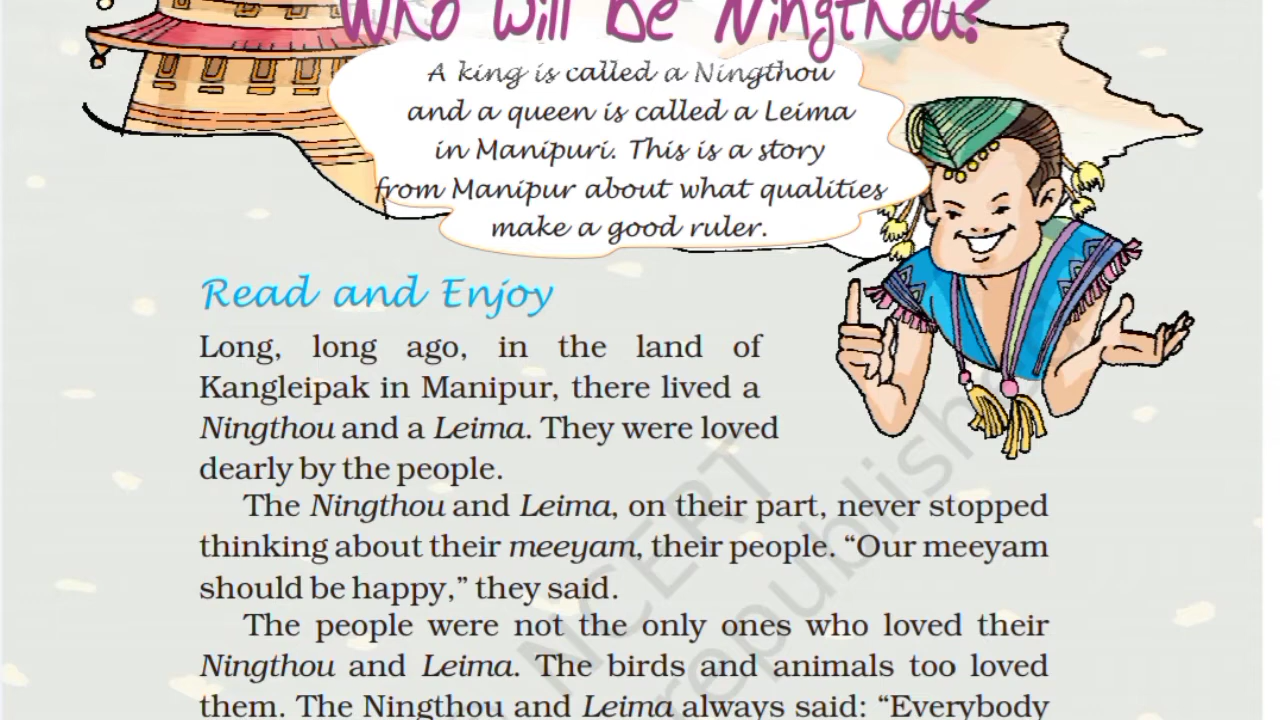 Who Will be Ningthou?
A king is called a Ningthou
and a queen is called a Leima
in Manipuri. This is a story
from Manipur about what qualities
make a good ruler.
Read and Enjoy
Long, long ago, in the land of
Kangleipak in Manipur, there lived a
Ningthou and a Leima. They were loved
dearly by the people.
The Ningthou and Leima, on their part, never stopped
thinking about their meeyam, their people. “Our meeyam
should be happy,” they said.
The people were not the only ones who loved their
Ningthou and Leima. The birds and animals too loved
them. The Ningthou and Leima always said: “Everybody
NCERT
republish